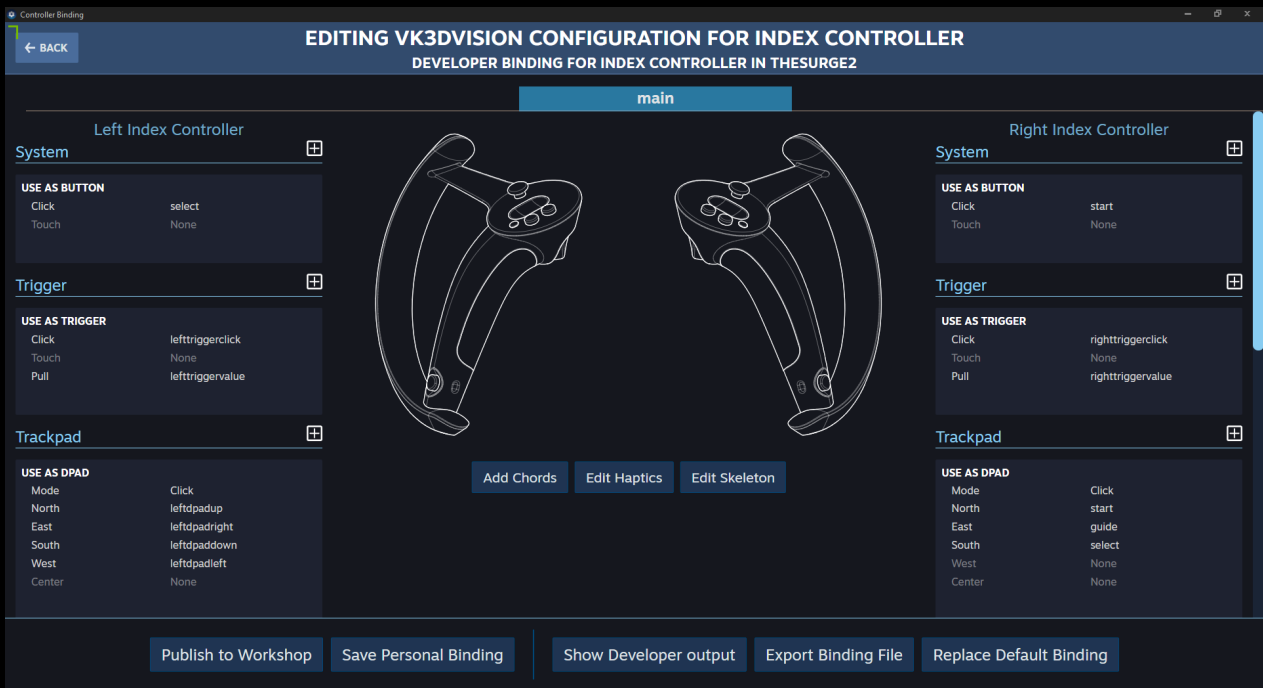 Controller Binding
← BACK
EDITING VK3DVISION CONFIGURATION FOR INDEX CONTROLLER
DEVELOPER BINDING FOR INDEX CONTROLLER IN THESURGE2
main
Left Index Controller
System
USE AS BUTTON
Click select
Touch None
Trigger
USE AS TRIGGER
Click lefttriggerclick
Touch None
Pull lefttriggervalue
Trackpad
USE AS DPAD
Mode Click
North leftdpadup
East leftdpadright
South leftdpaddown
West leftdpadleft
Center None
Add Chords
Edit Haptics
Edit Skeleton
Right Index Controller
System
USE AS BUTTON
Click start
Touch None
Trigger
USE AS TRIGGER
Click righttriggerclick
Touch None
Pull righttriggervalue
Trackpad
USE AS DPAD
Mode Click
North start
East guide
South select
West None
Center None
Publish to Workshop
Save Personal Binding
Show Developer output
Export Binding File
Replace Default Binding